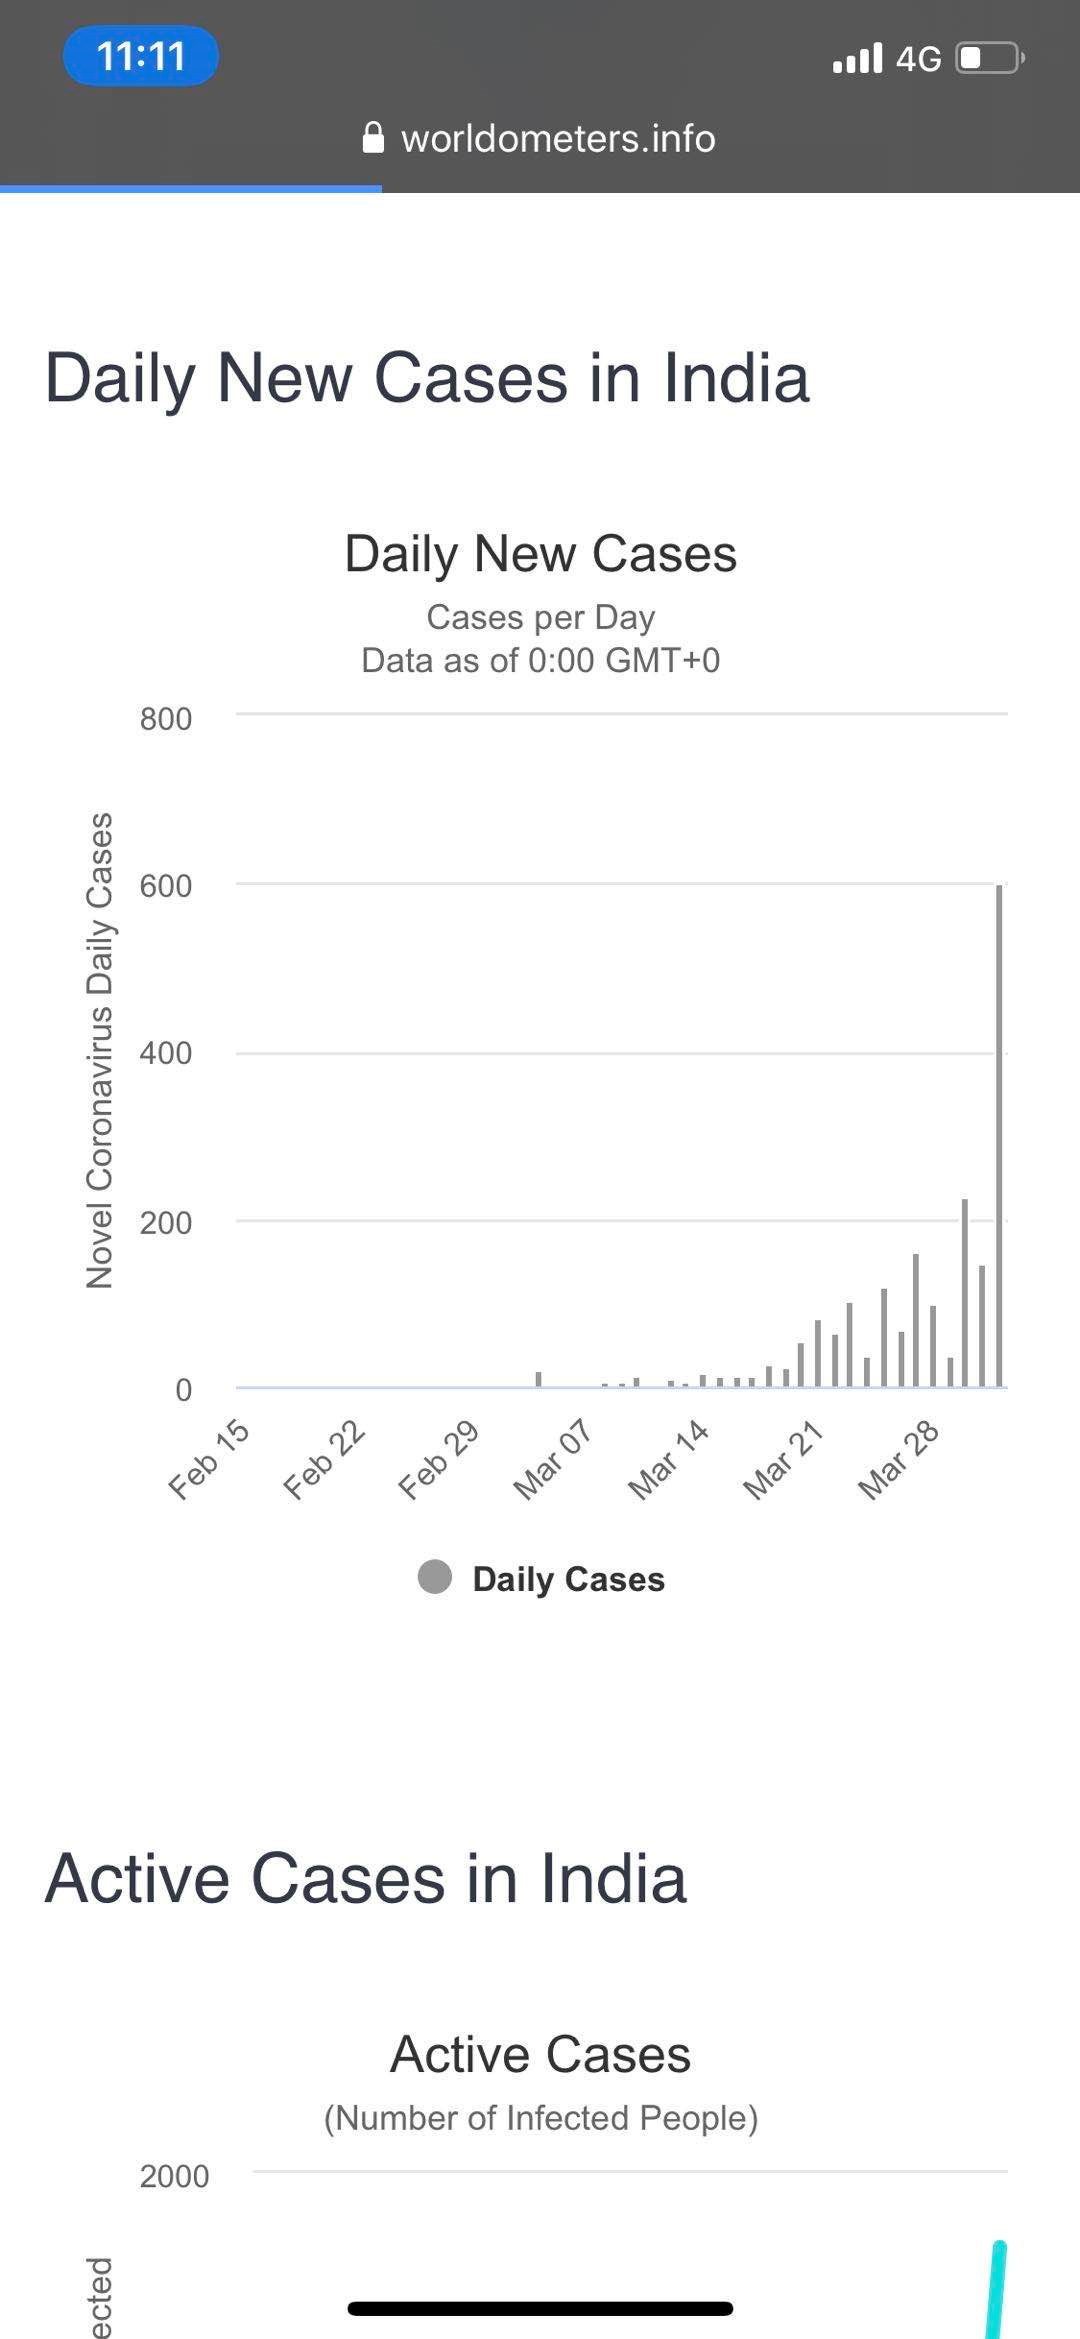 11:11
4G
worldometers.info
Daily New Cases in India
Daily New Cases
Cases per Day
Data as of 0:00 GMT+0
800
600
400
200
0
Novel Coronavirus Daily Cases
Feb 15
Feb 22
Feb 29
Mar 07
Mar 14
Mar 21
Mar 28
Daily Cases
Active Cases in India
Active Cases
(Number of Infected People)
2000
ected